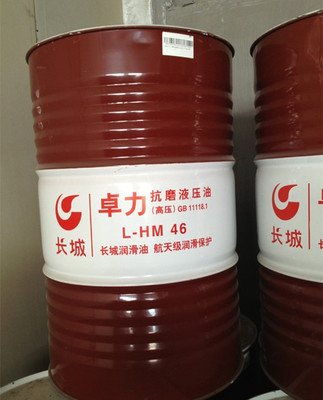 长城
卓力 抗磨液压油
(高压) GB 11118.1
L-HM 46
长城润滑油 航天级润滑保护
长城